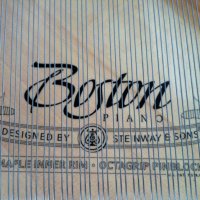 Boston
PIANO
DESIGNED BY STEINWAY & SONS
MAPLE INNER RIM · OCTAGRIP PINBLOCK